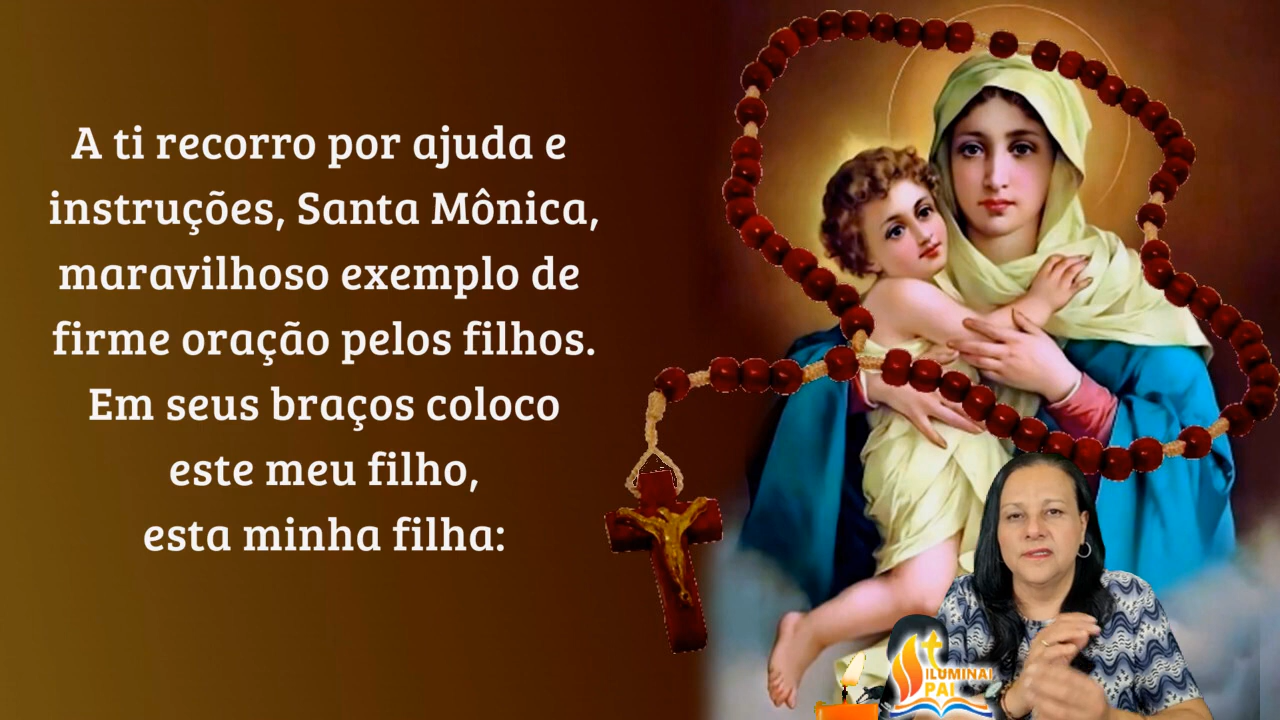 A ti recorro por ajuda e
instruções, Santa Mônica,
maravilhoso exemplo de
firme oração pelos filhos.
Em seus braços coloco
este meu filho,
esta minha filha:
ILUMINAI
PAI